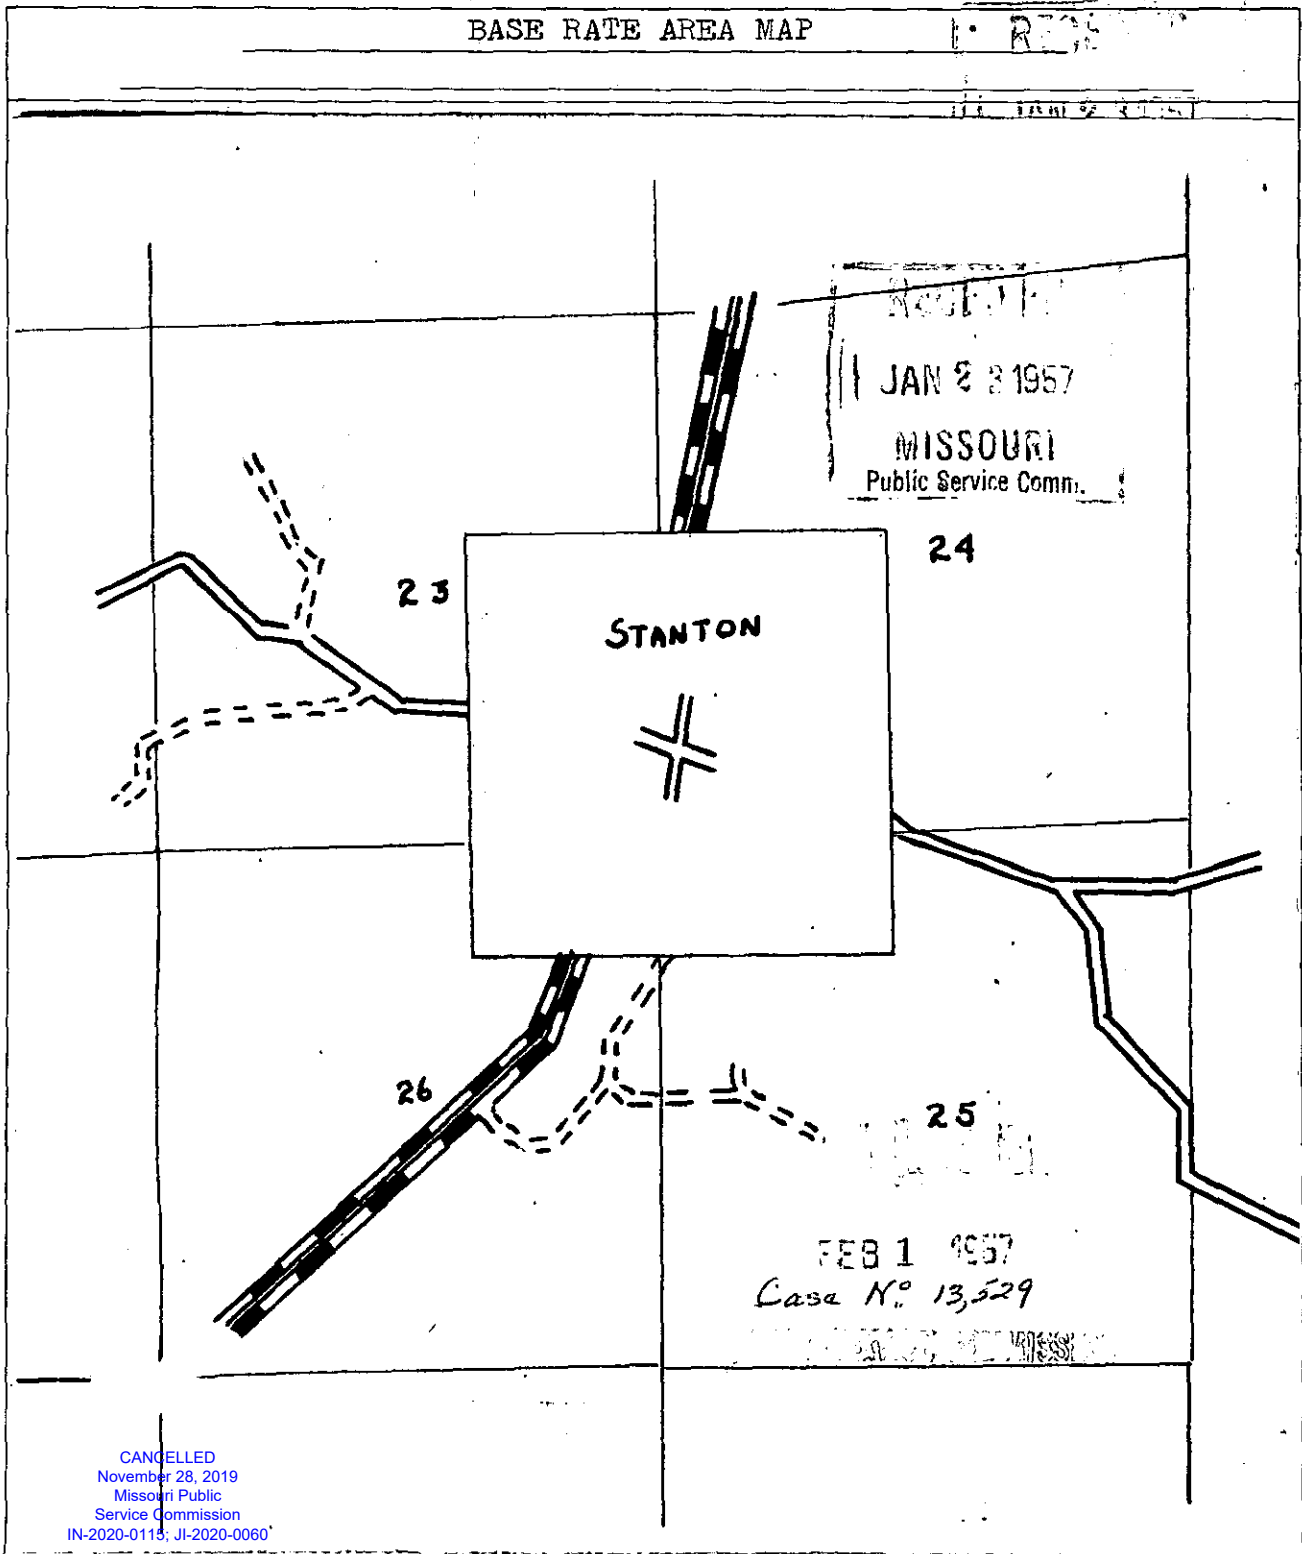 BASE RATE AREA MAP
JAN 2 3 1957
MISSOURI
Public Service Comm.
24
23
STANTON
26
25
FEB 1 1957
Case No. 13,529
CANCELLED
November 28, 2019
Missouri Public
Service Commission
IN-2020-0115; JI-2020-0060